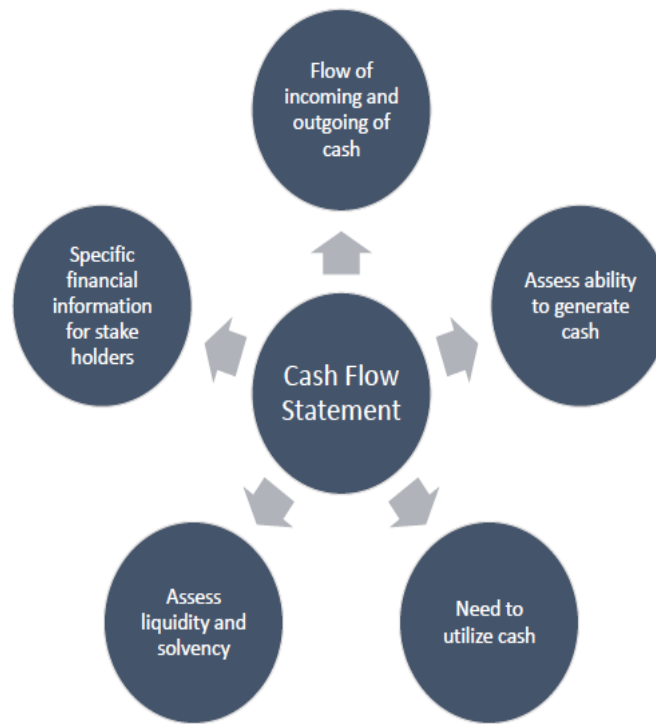 Flow of
incoming and
outgoing of
cash
Specific
financial
information
for stake
holders
Assess ability
to generate
cash
Cash Flow
Statement
Assess
liquidity and
solvency
Need to
utilize cash